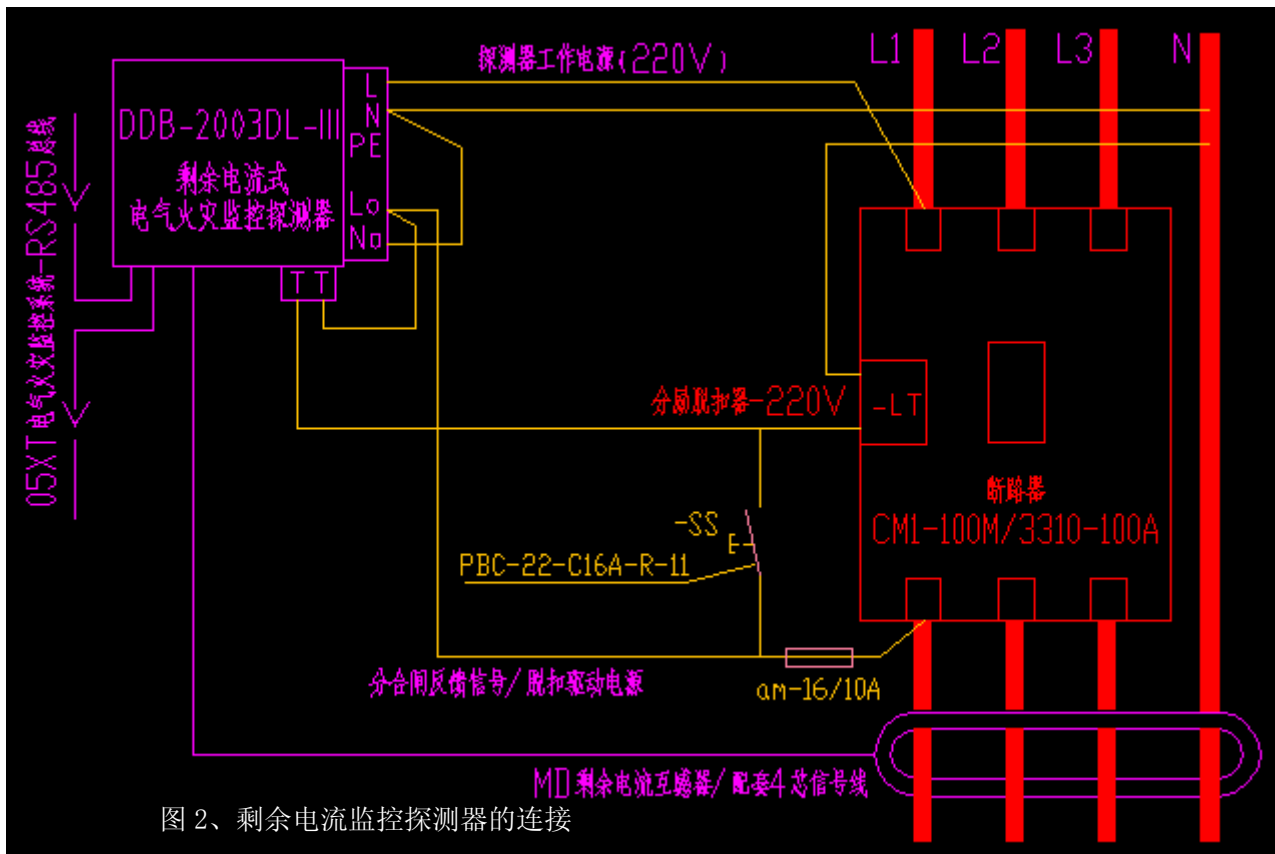 探测器工作电源(220V)
L1
L2
L3
N
L
N
PE
Lo
No
DDB-2003DL-III
剩余电流式
电气火灾监控探测器
T T
05XT电气火灾监控系统-RS485总线
分励脱扣器-220V
-LT
断路器
CM1-100M/3310-100A
-SS
PBC-22-C16A-R-11
分合闸反馈信号/脱扣驱动电源
am-16/10A
MD剩余电流互感器/配套4芯信号线
图 2、剩余电流监控探测器的连接